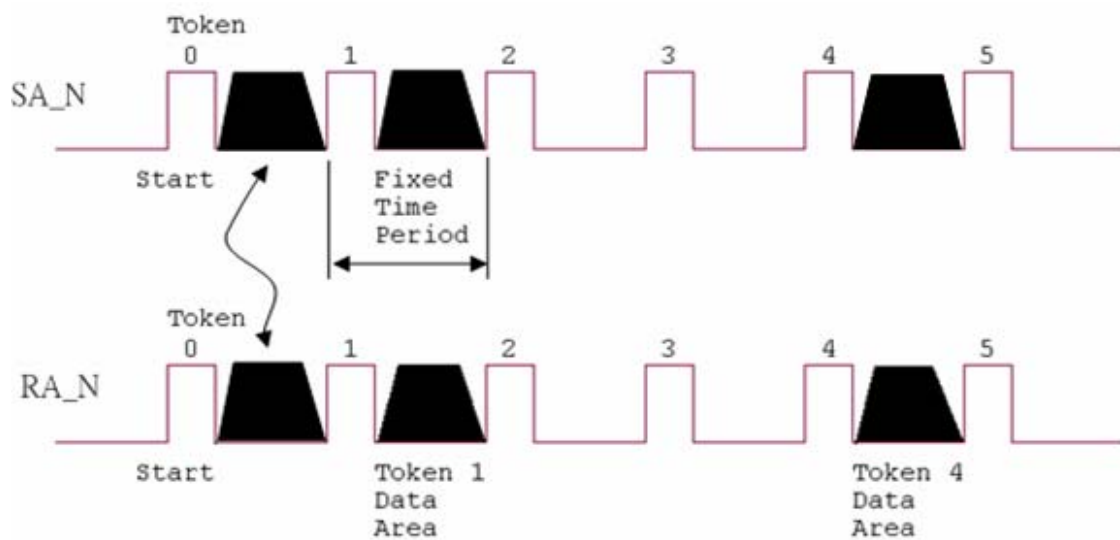 Token
0 1 2 3 4 5
SA_N
Start
Fixed
Time
Period
Token
0 1 2 3 4 5
RA_N
Start
Token 1
Data
Area
Token 4
Data
Area